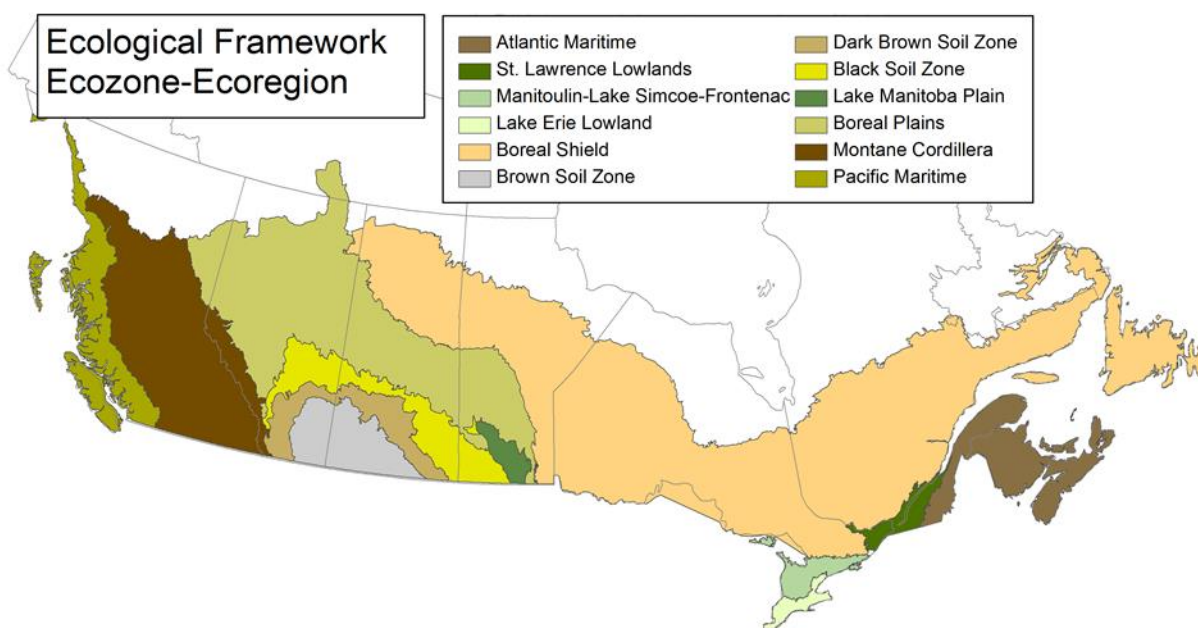 Ecological Framework
Ecozone-Ecoregion
Atlantic Maritime
St. Lawrence Lowlands
Manitoulin-Lake Simcoe-Frontenac
Lake Erie Lowland
Boreal Shield
Brown Soil Zone
Dark Brown Soil Zone
Black Soil Zone
Lake Manitoba Plain
Boreal Plains
Montane Cordillera
Pacific Maritime